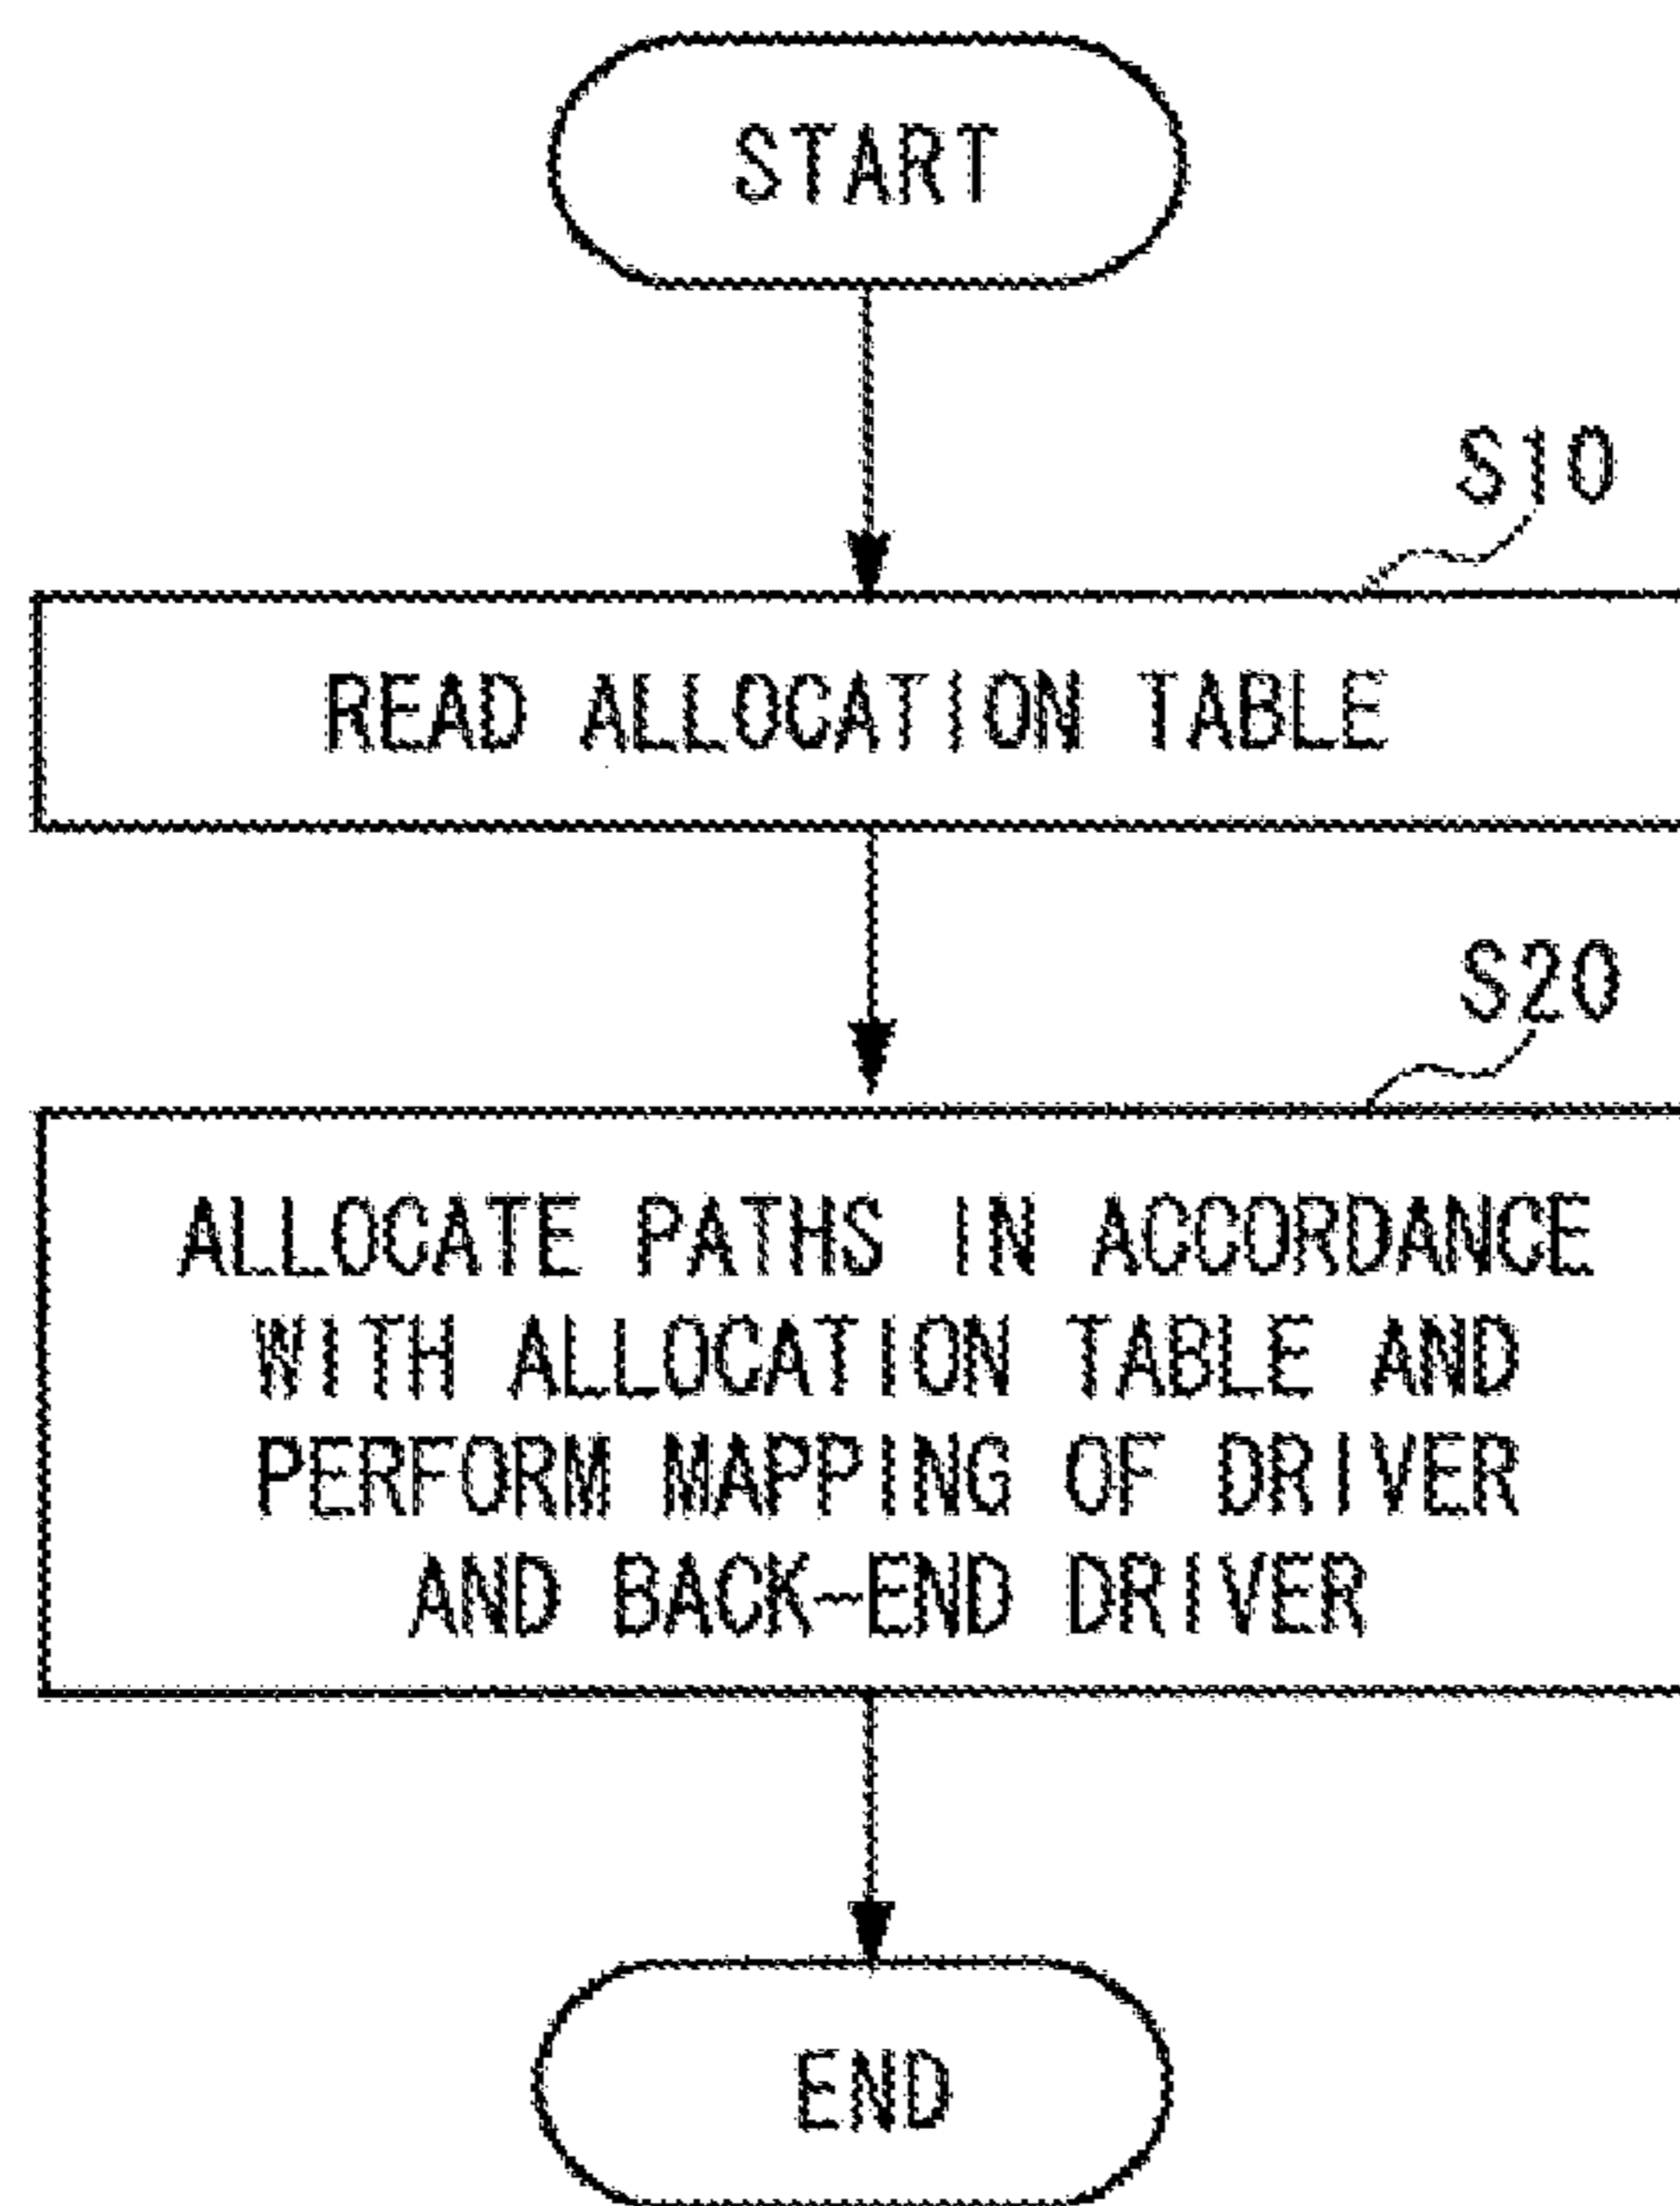 START
S10
READ ALLOCATION TABLE
S20
ALLOCATE PATHS IN ACCORDANCE
WITH ALLOCATION TABLE AND
PERFORM MAPPING OF DRIVER
AND BACK-END DRIVER
END